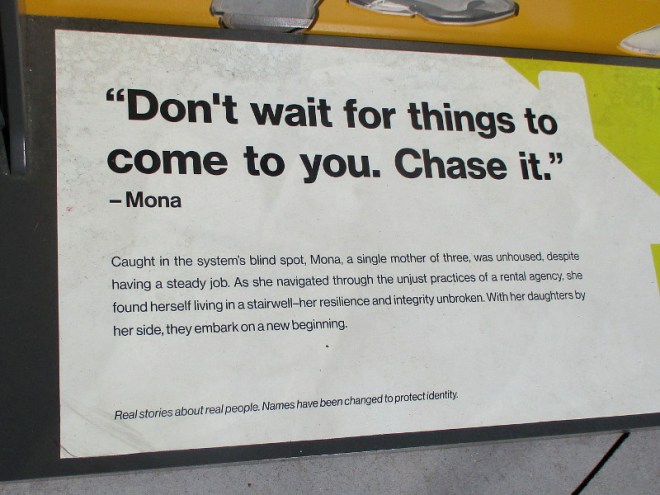 “Don't wait for things to
come to you. Chase it.”
– Mona
Caught in the system's blind spot, Mona, a single mother of three, was unhoused, despite
having a steady job. As she navigated through the unjust practices of a rental agency, she
found herself living in a stairwell–her resilience and integrity unbroken. With her daughters by
her side, they embark on a new beginning.
Real stories about real people. Names have been changed to protect identity.